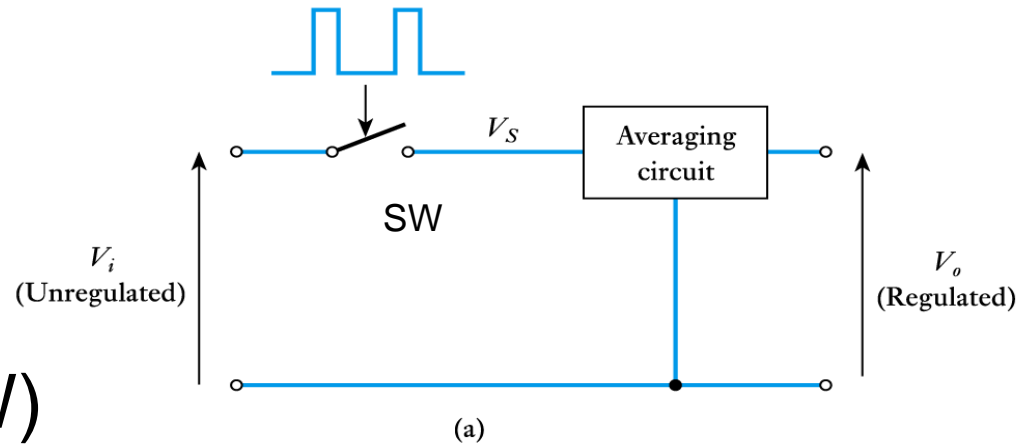 V_S
Averaging
circuit
SW
V_i
(Unregulated)
V_o
(Regulated)
/)
(a)